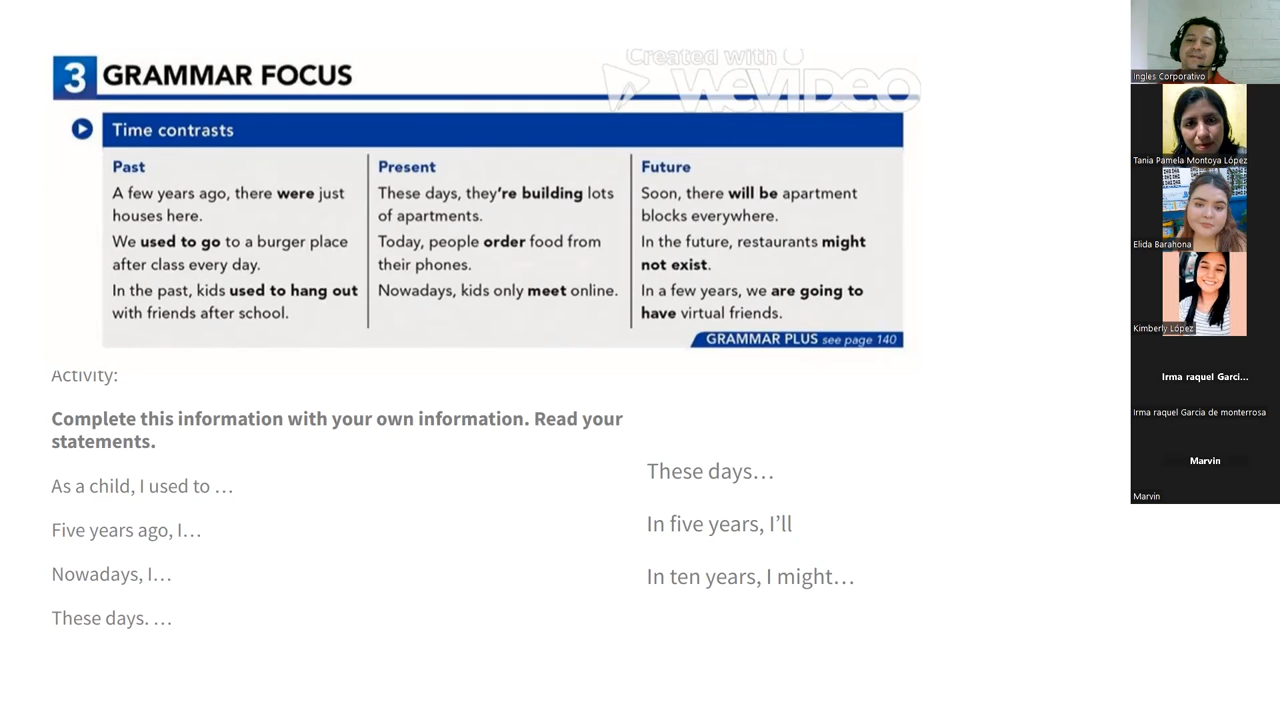 Created with
WEVIDEO
3 GRAMMAR FOCUS
Time contrasts
Past
A few years ago, there were just
houses here.
We used to go to a burger place
after class every day.
In the past, kids used to hang out
with friends after school.
Present
These days, they're building lots
of apartments.
Today, people order food from
their phones.
Nowadays, kids only meet online.
Future
Soon, there will be apartment
blocks everywhere.
In the future, restaurants might
not exist.
In a few years, we are going to
have virtual friends.
GRAMMAR PLUS see page 140
Activity:
Complete this information with your own information. Read your
statements.
As a child, I used to …
Five years ago, I…
Nowadays, I…
These days. …
These days…
In five years, I’ll
In ten years, I might…
Ingles Corporativo
Tania Pamela Montoya López
Elida Barahona
Kimberly López
Irma raquel Garci...
Irma raquel Garcia de monterrosa
Marvin
Marvin